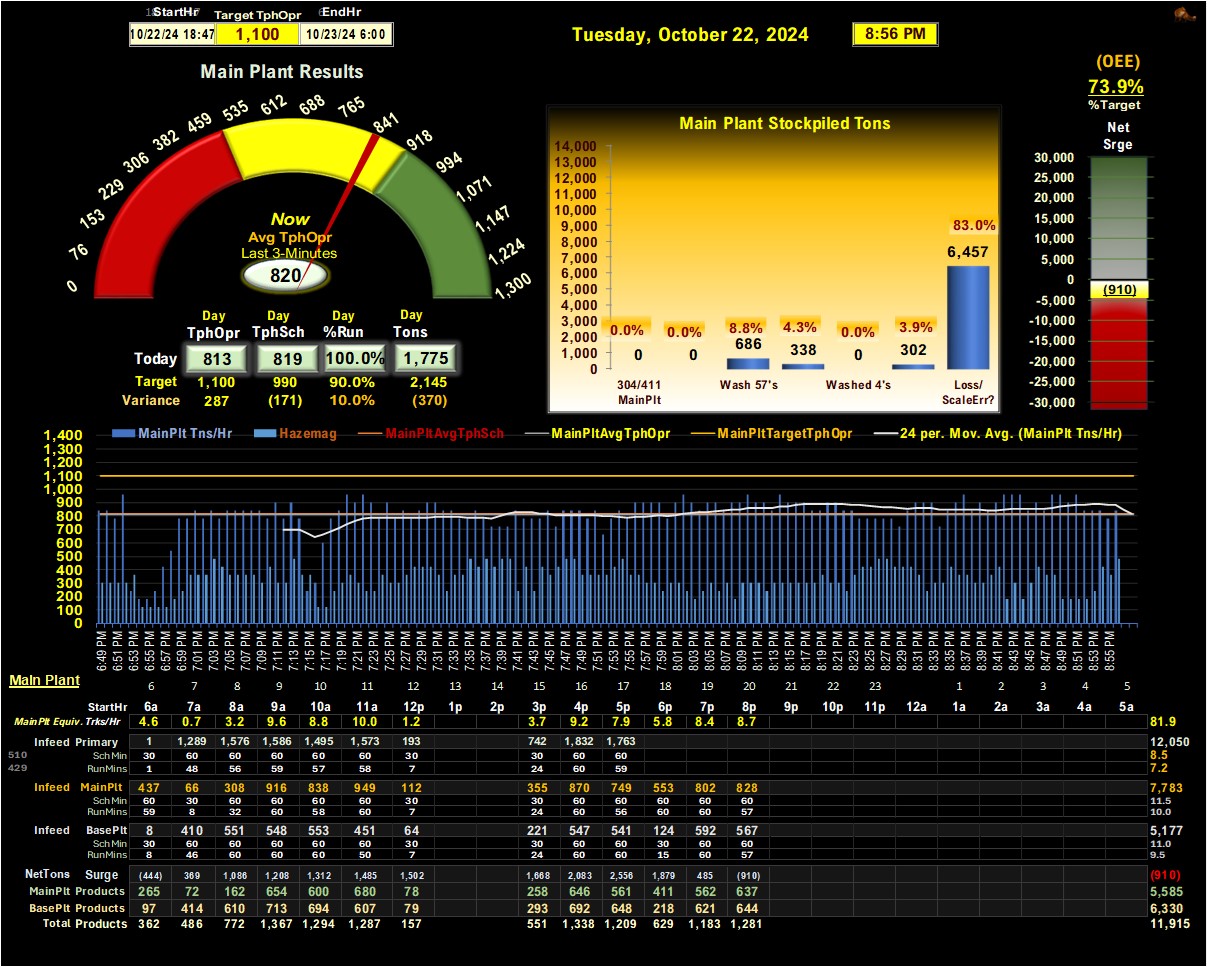 StartHr Target TphOpr EndHr
10/22/24 18:47 1,100 10/23/24 6:00
Tuesday, October 22, 2024
8:56 PM
(OEE)
73.9%
%Target
Net
Srge
30,000
25,000
20,000
15,000
10,000
5,000
0
(910)
-5,000
-10,000
-15,000
-20,000
-25,000
-30,000
Main Plant Results
0
76
153
229
306
382
459
535
612
688
765
841
918
994
1,071
1,147
1,224
1,300
Now
Avg TphOpr
Last 3-Minutes
820
Day Day Day Day
TphOpr TphSch %Run Tons
Today 813 819 100.0% 1,775
Target 1,100 990 90.0% 2,145
Variance 287 (171) 10.0% (370)
Main Plant Stockpiled Tons
14,000
13,000
12,000
11,000
10,000
9,000
8,000
7,000
6,000
5,000
4,000
3,000
2,000
1,000
0
0.0% 0.0% 8.8% 4.3% 0.0% 3.9% 83.0%
0 0 686 338 0 302 6,457
304/411 Wash 57's Washed 4's Loss/
MainPlt ScaleErr?
MainPlt Tns/Hr Hazemag MainPltAvgTphSch MainPltAvgTphOpr MainPltTargetTphOpr 24 per. Mov. Avg. (MainPlt Tns/Hr)
1,400
1,300
1,200
1,100
1,000
900
800
700
600
500
400
300
200
100
0
6:49 PM 6:51 PM 6:53 PM 6:55 PM 6:57 PM 6:59 PM 7:01 PM 7:03 PM 7:05 PM 7:07 PM 7:09 PM 7:11 PM 7:13 PM 7:15 PM 7:17 PM 7:19 PM 7:21 PM 7:23 PM 7:25 PM 7:27 PM 7:29 PM 7:31 PM 7:33 PM 7:35 PM 7:37 PM 7:39 PM 7:41 PM 7:43 PM 7:45 PM 7:47 PM 7:49 PM 7:51 PM 7:53 PM 7:55 PM 7:57 PM 7:59 PM 8:01 PM 8:03 PM 8:05 PM 8:07 PM 8:09 PM 8:11 PM 8:13 PM 8:15 PM 8:17 PM 8:19 PM 8:21 PM 8:23 PM 8:25 PM 8:27 PM 8:29 PM 8:31 PM 8:33 PM 8:35 PM 8:37 PM 8:39 PM 8:41 PM 8:43 PM 8:45 PM 8:47 PM 8:49 PM 8:51 PM 8:53 PM 8:55 PM
Main Plant
6 7 8 9 10 11 12 13 14 15 16 17 18 19 20 21 22 23 1 2 3 4 5
StartHr 6a 7a 8a 9a 10a 11a 12p 1p 2p 3p 4p 5p 6p 7p 8p 9p 10p 11p 12a 1a 2a 3a 4a 5a
MainPlt Equiv. Trks/Hr 4.6 0.7 3.2 9.6 8.8 10.0 1.2 3.7 9.2 7.9 5.8 8.4 8.7 81.9
Infeed Primary 1 1,289 1,576 1,586 1,495 1,573 193 742 1,832 1,763 12,050
510 SchMin 30 60 60 60 60 60 30 30 60 60 8.5
429 RunMins 1 48 56 59 57 58 7 24 60 59 7.2
Infeed MainPlt 437 66 308 916 838 949 112 355 870 749 553 802 828 7,783
SchMin 60 30 60 60 60 60 30 30 60 60 60 60 60 11.5
RunMins 59 8 32 60 58 60 7 24 60 56 60 60 57 10.0
Infeed BasePlt 8 410 551 548 553 451 64 221 547 541 124 592 567 5,177
SchMin 30 60 60 60 60 60 30 30 60 60 30 60 60 11.0
RunMins 8 46 60 60 60 50 7 24 60 60 15 60 57 9.5
NetTons Surge (444) 369 1,086 1,208 1,312 1,485 1,502 1,668 2,083 2,556 1,879 485 (910) (910)
MainPlt Products 265 72 162 654 600 680 78 258 646 561 411 562 637 5,585
BasePlt Products 97 414 610 713 694 607 79 293 692 648 218 621 644 6,330
Total Products 362 486 772 1,367 1,294 1,287 157 551 1,338 1,209 629 1,183 1,281 11,915